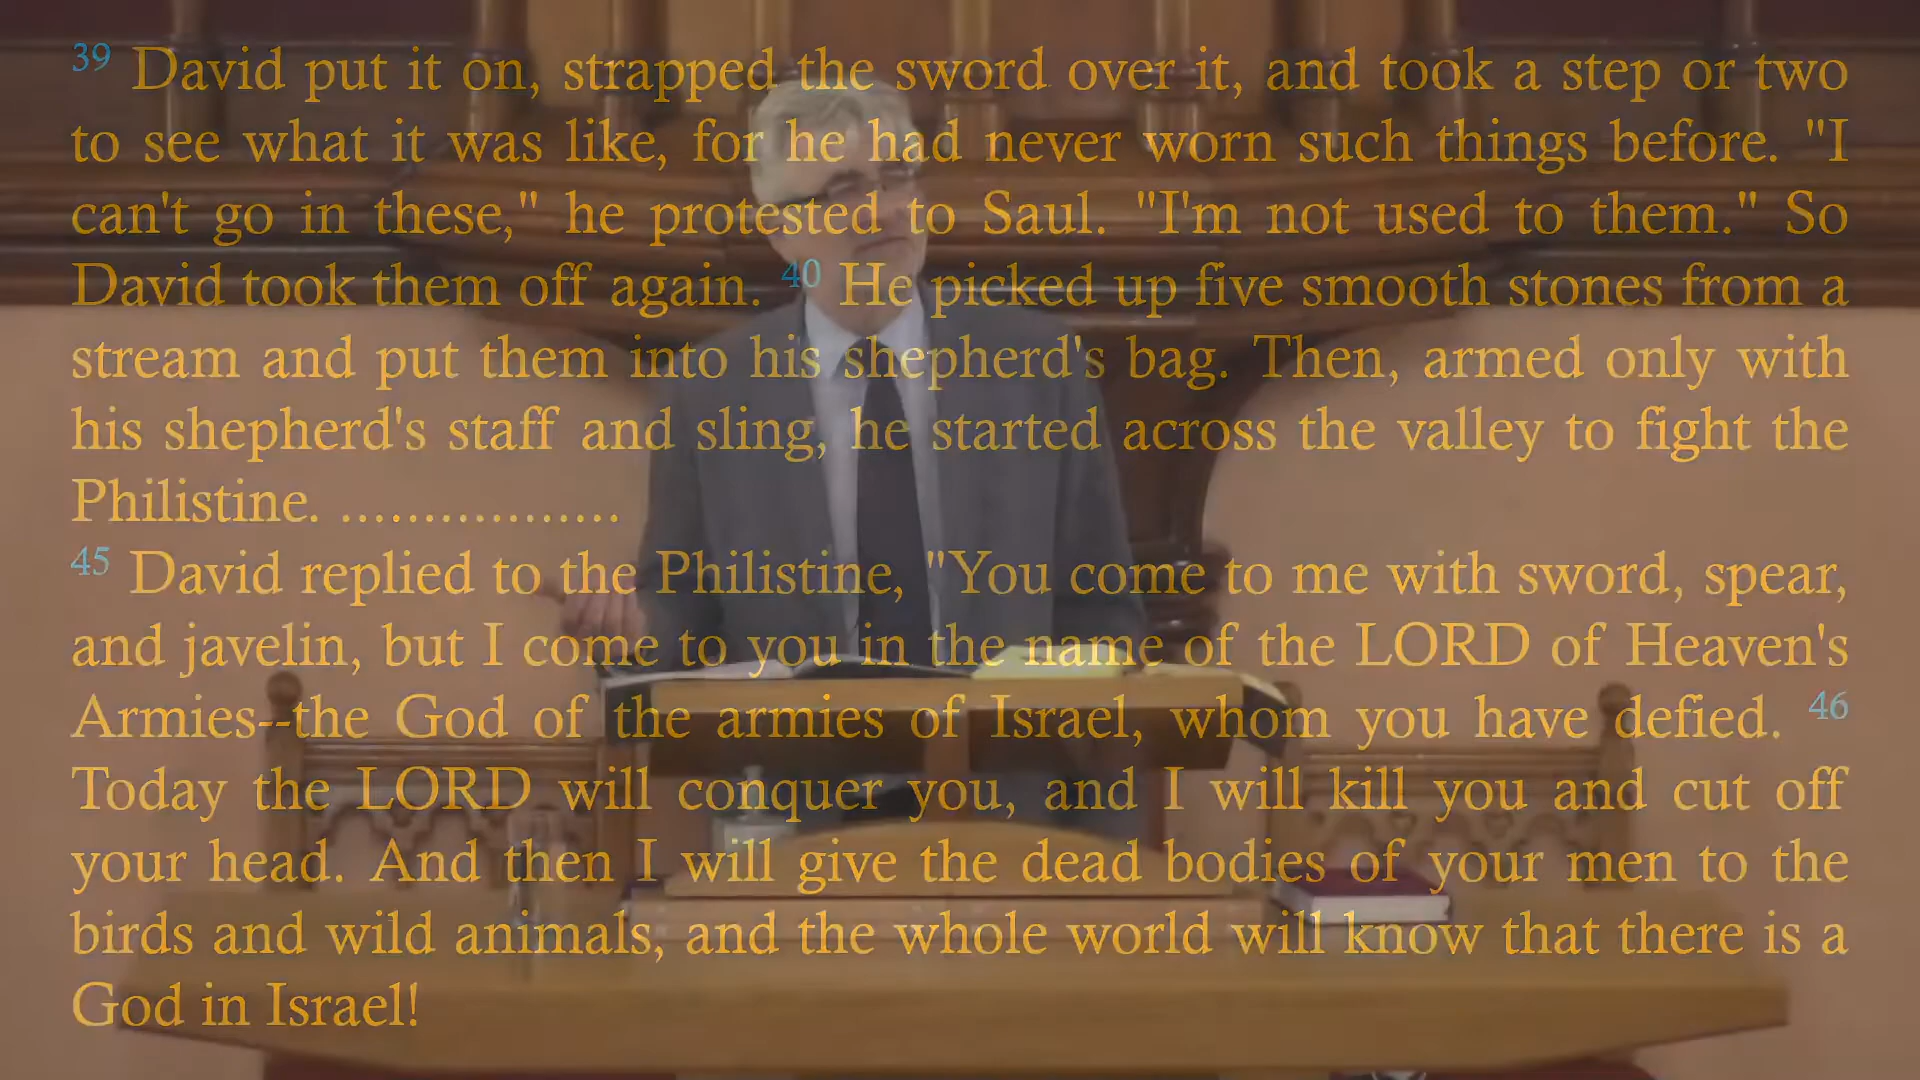 39 David put it on, strapped the sword over it, and took a step or two
to see what it was like, for he had never worn such things before. "I
can't go in these," he protested to Saul. "I'm not used to them." So
David took them off again. 40 He picked up five smooth stones from a
stream and put them into his shepherd's bag. Then, armed only with
his shepherd's staff and sling, he started across the valley to fight the
Philistine. .................
45 David replied to the Philistine, "You come to me with sword, spear,
and javelin, but I come to you in the name of the LORD of Heaven's
Armies--the God of the armies of Israel, whom you have defied. 46
Today the LORD will conquer you, and I will kill you and cut off
your head. And then I will give the dead bodies of your men to the
birds and wild animals, and the whole world will know that there is a
God in Israel!